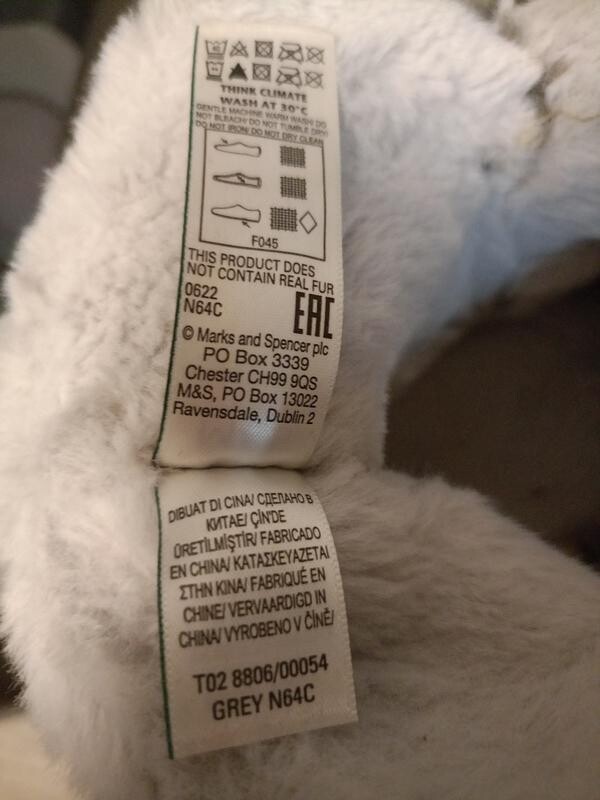 THINK CLIMATE
WASH AT 30°C
GENTLE MACHINE WARM WASH/ DO
NOT BLEACH/ DO NOT TUMBLE DRY/
DO NOT IRON/ DO NOT DRY CLEAN
F045
THIS PRODUCT DOES
NOT CONTAIN REAL FUR
0622
N64C
EAC
© Marks and Spencer plc
PO Box 3339
Chester CH99 9QS
M&S, PO Box 13022
Ravensdale, Dublin 2
DIBUAT DI CINA/ СДЕЛАНО В
КИТАЕ/ ÇİN'DE
ÜRETİLMİŞTİR/ FABRICADO
EN CHINA/ ΚΑΤΑΣΚΕΥΑΖΕΤΑΙ
ΣΤΗΝ ΚΙΝΑ/ FABRIQUÉ EN
CHINE/ VERVAARDIGD IN
CHINA/ VYROBENO V ČÍNĚ/
T02 8806/00054
GREY N64C